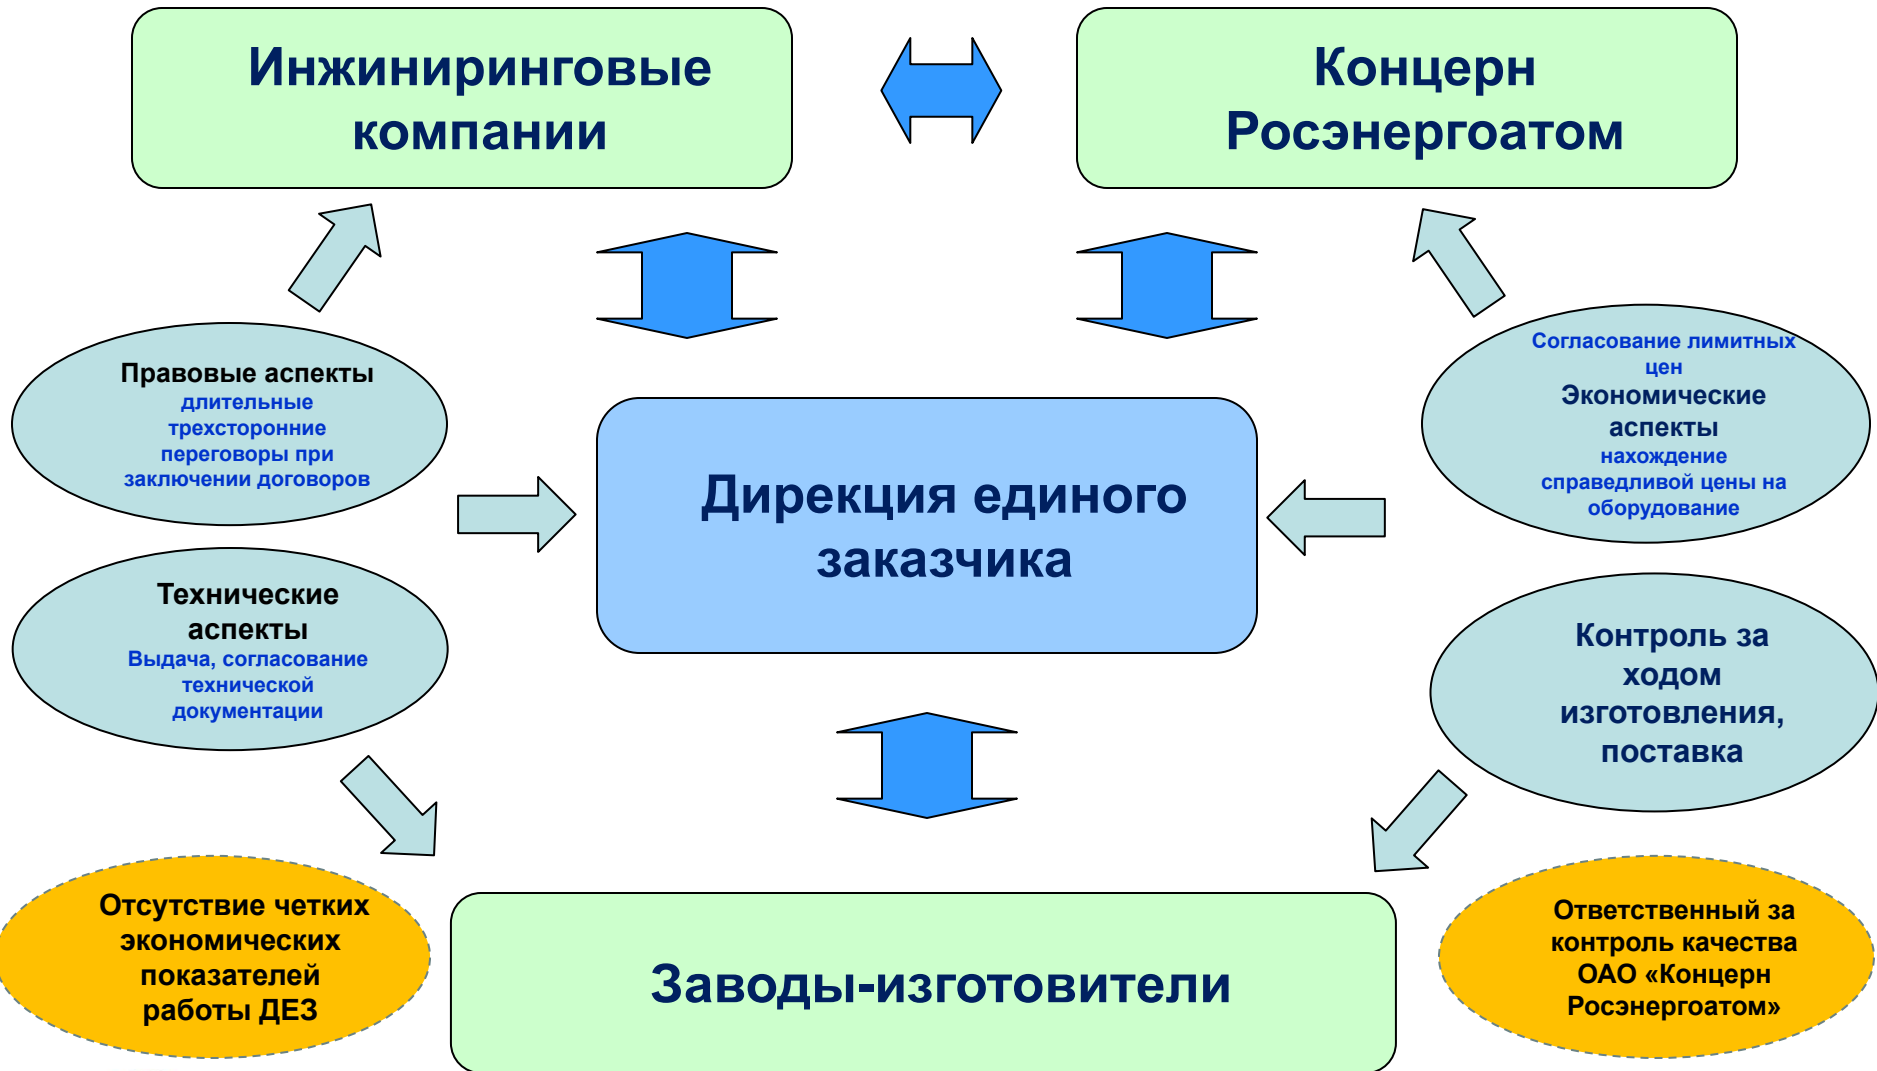 Инжиниринговые
компании
Концерн
Росэнергоатом
Правовые аспекты
длительные
трехсторонние
переговоры при
заключении договоров
Согласование лимитных
цен
Экономические
аспекты
нахождение
справедливой цены на
оборудование
Дирекция единого
заказчика
Технические
аспекты
Выдача, согласование
технической
документации
Контроль за
ходом
изготовления,
поставка
Отсутствие четких
экономических
показателей
работы ДЕЗ
Заводы-изготовители
Ответственный за
контроль качества
ОАО «Концерн
Росэнергоатом»